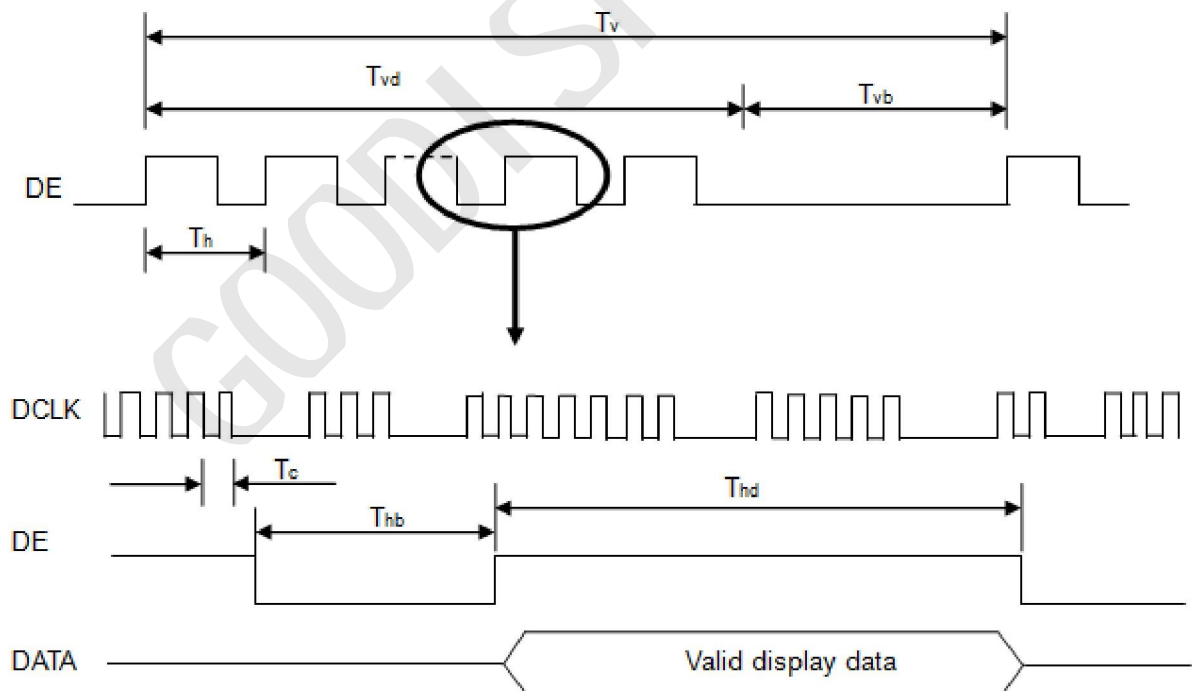 Tv
Tvd
Tvb
DE
Th
DCLK
Tc
Thd
Thb
DE
DATA
Valid display data